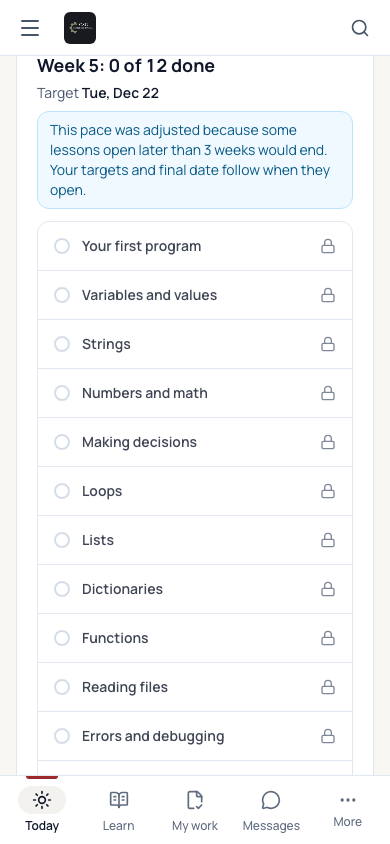 Week 5: 0 of 12 done
Target Tue, Dec 22
This pace was adjusted because some
lessons open later than 3 weeks would end.
Your targets and final date follow when they
open.
Your first program
Variables and values
Strings
Numbers and math
Making decisions
Loops
Lists
Dictionaries
Functions
Reading files
Errors and debugging
Today
Learn
My work
Messages
More